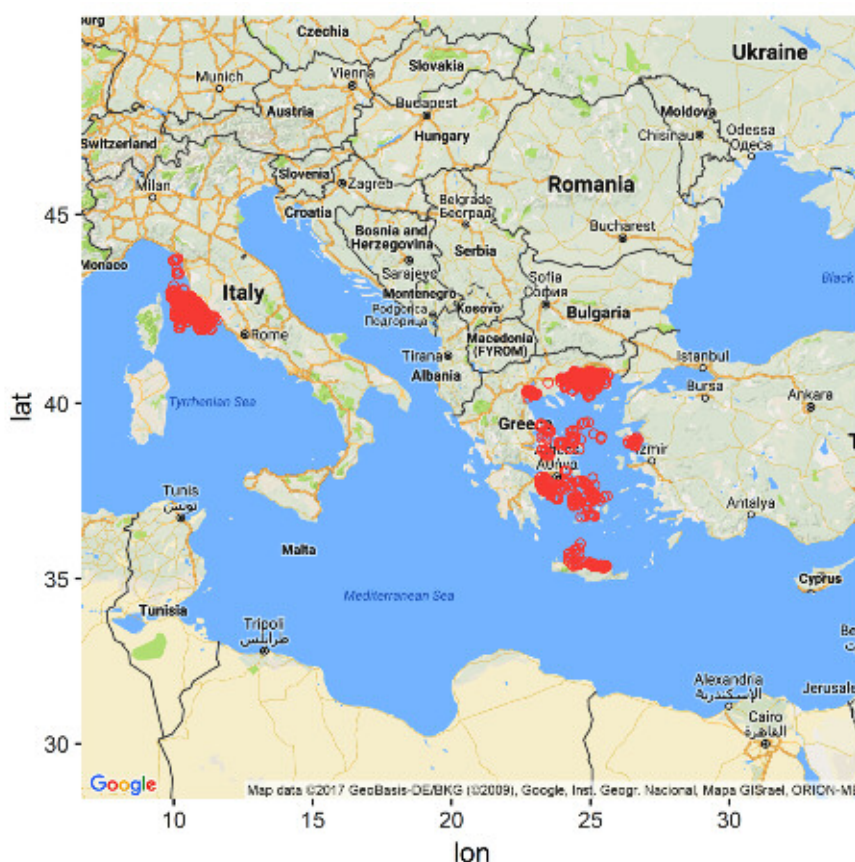 urg
Czechia
Ukraine
Munich
Vienna
Slovakia
Austria
Budapest
Moldova
Switzerland
Hungary
Chisinau
Odessa
Одеса
Slovenia
Milan
Zagreb
Romania
Croatia
Belgrade
Београд
45
Bosnia and
Herzegovina
Bucharest
Monaco
Serbia
Sarajevo
Italy
Sofia
София
Black
Montenegro
Kosovo
Podgorica
Подгорица
Bulgaria
Rome
Macedonia
(FYROM)
Tirana
Istanbul
Albania
Bursa
Ankara
40
Tyrrhenian Sea
Greece
lat
Αθήνα
Izmir
T
Tunis
تونس
Antalya
Malta
35
Cyprus
Mediterranean Sea
Tunisia
Tripoli
طرابلس
Be
Alexandria
الإسكندرية
Jerusale
Cairo
القاهرة
30
Google
Map data ©2017 GeoBasis-DE/BKG (©2009), Google, Inst. Geogr. Nacional, Mapa GISrael, ORION-ME
10
15
20
25
30
lon